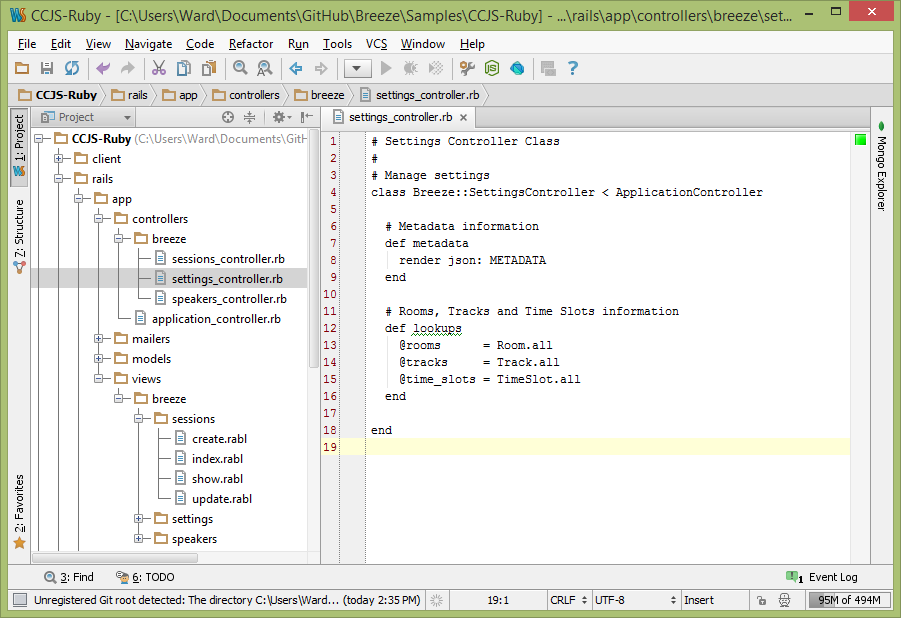 WS - [C:\Users\Ward\Documents\GitHub\Breeze\Samples\CCJS-Ruby] - ...\rails\app\controllers\breeze\set...
File Edit View Navigate Code Refactor Run Tools VCS Window Help
CCJS-Ruby rails app controllers breeze settings_controller.rb
1: Project
Z: Structure
2: Favorites
Project
CCJS-Ruby (C:\Users\Ward\Documents\GitH
client
rails
app
controllers
breeze
sessions_controller.rb
settings_controller.rb
speakers_controller.rb
application_controller.rb
mailers
models
views
breeze
sessions
create.rabl
index.rabl
show.rabl
update.rabl
settings
speakers
settings_controller.rb
1 # Settings Controller Class
2 #
3 # Manage settings
4 class Breeze::SettingsController < ApplicationController
5
6 # Metadata information
7 def metadata
8 render json: METADATA
9 end
10
11 # Rooms, Tracks and Time Slots information
12 def lookups
13 @rooms = Room.all
14 @tracks = Track.all
15 @time_slots = TimeSlot.all
16 end
17
18 end
19
Mongo Explorer
3: Find 6: TODO 1 Event Log
Unregistered Git root detected: The directory C:\Users\Ward... (today 2:35 PM) 19:1 CRLF UTF-8 Insert 95M of 494M